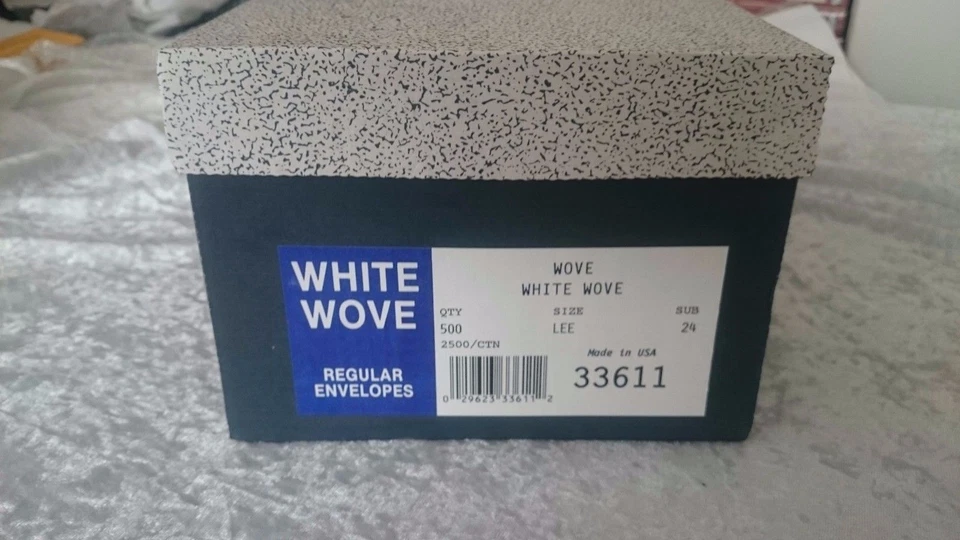 WHITE
WOVE
REGULAR
ENVELOPES
WOVE
WHITE WOVE
QTY SIZE SUB
500 LEE 24
2500/CTN
Made in USA
33611
0 29623 33611 2